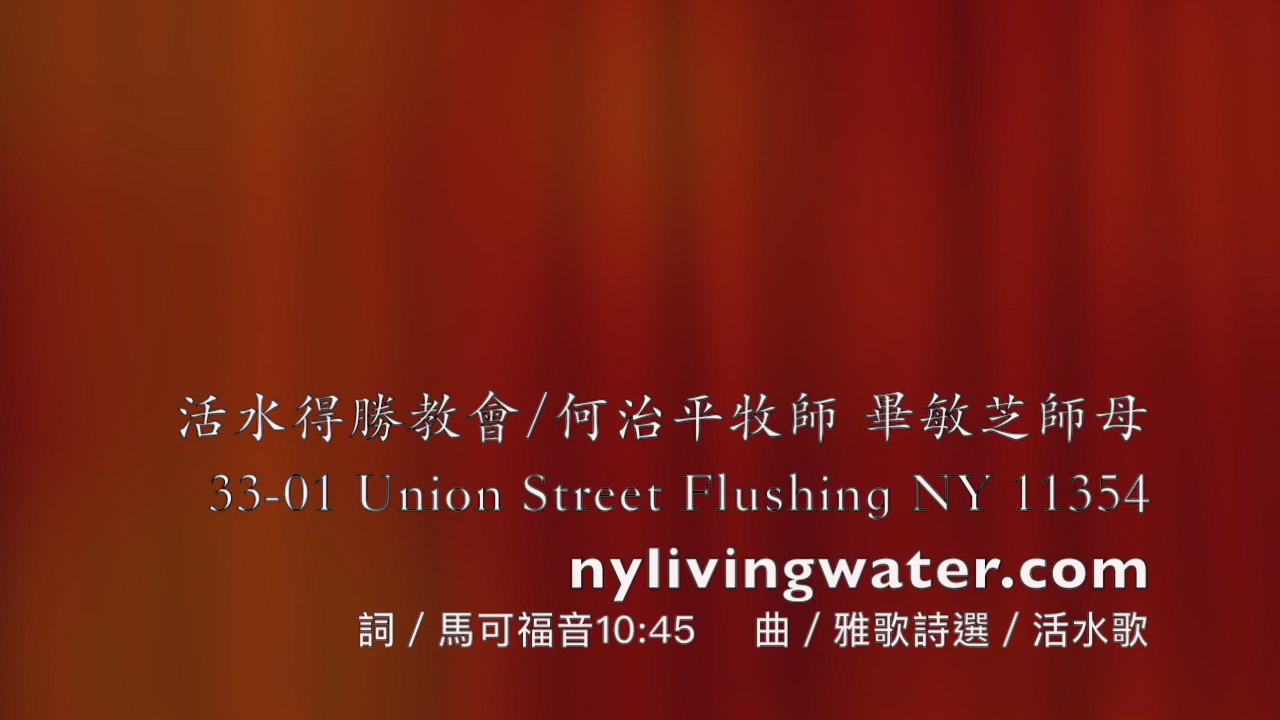 活水得勝教會/何治平牧師 畢敏芝師母
33-01 Union Street Flushing NY 11354
nylivingwater.com
詞 / 馬可福音10:45 曲 / 雅歌詩選 / 活水歌